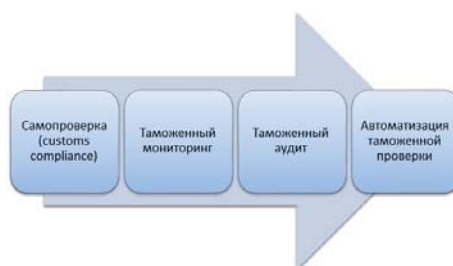 Самопроверка
(customs
compliance)
Таможенный
мониторинг
Таможенный
аудит
Автоматизация
таможенной
проверки